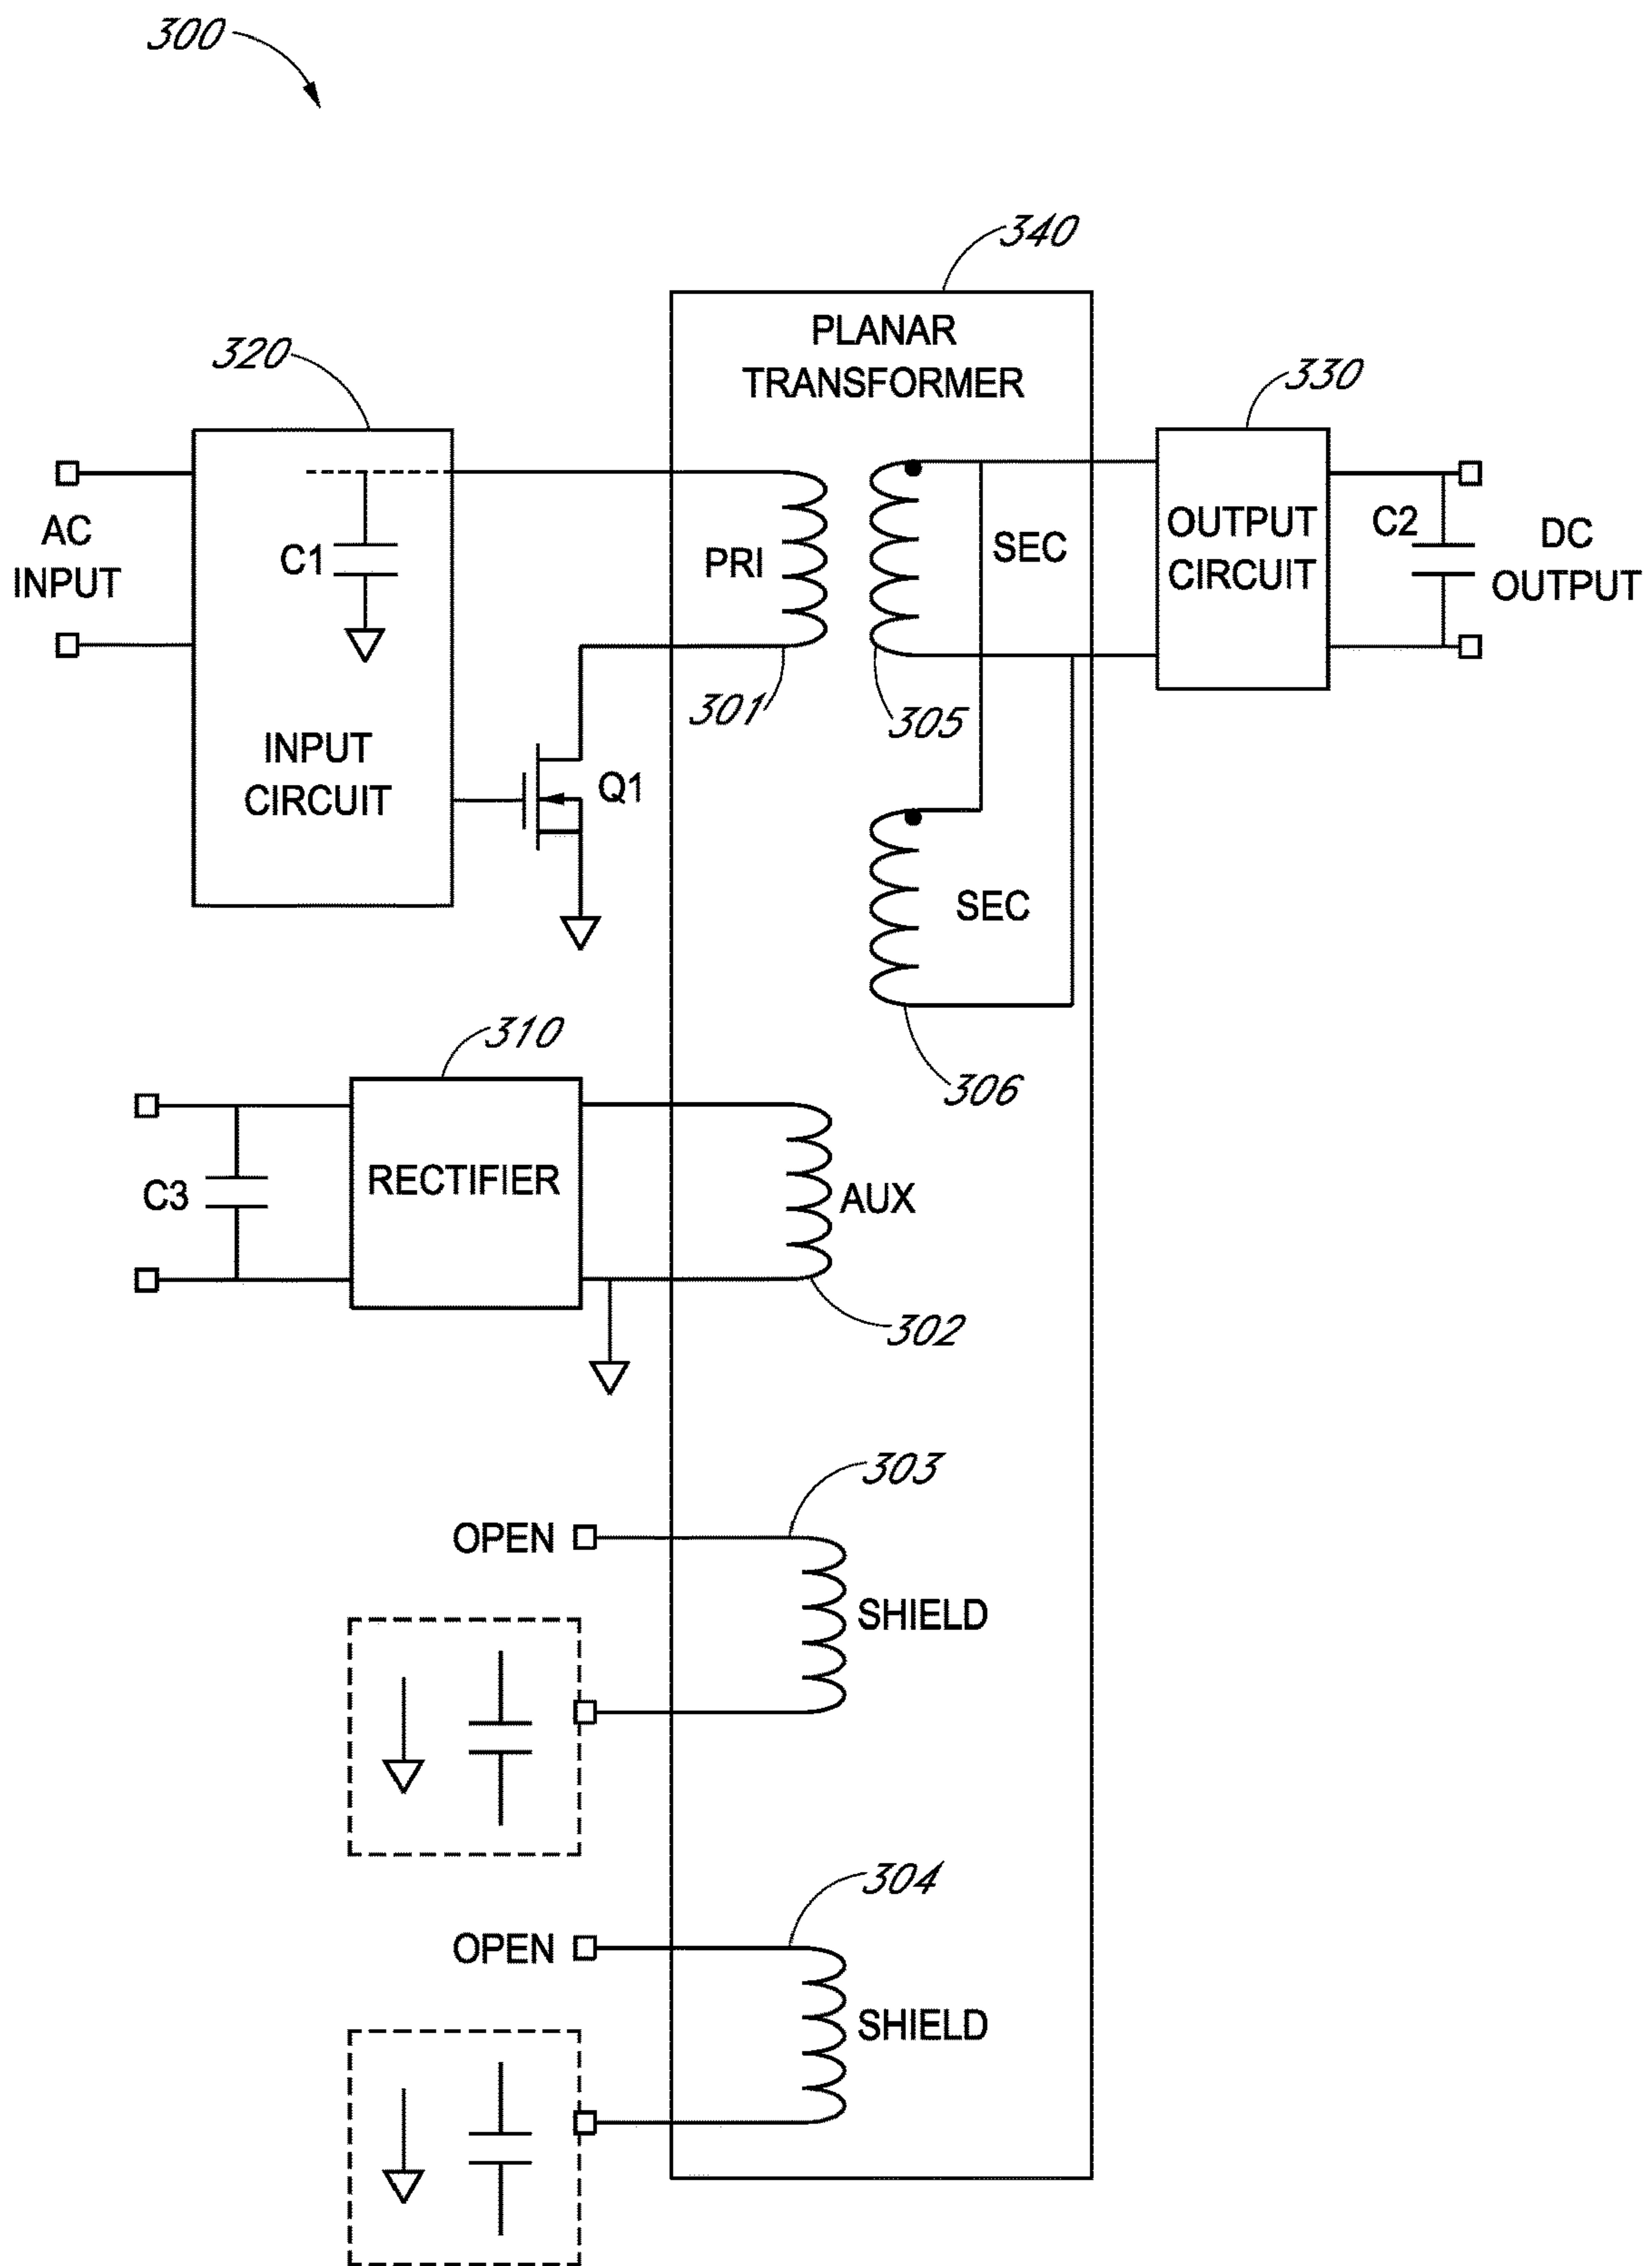 300
340
PLANAR
TRANSFORMER
320
330
AC
INPUT
C1
PRI
SEC
OUTPUT
CIRCUIT
C2
DC
OUTPUT
301
305
INPUT
CIRCUIT
Q1
SEC
310
306
C3
RECTIFIER
AUX
302
303
OPEN
SHIELD
304
OPEN
SHIELD